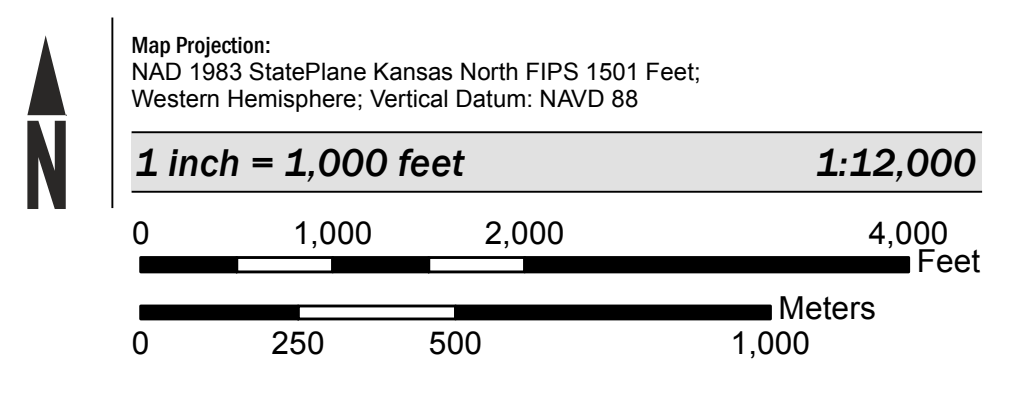 Map Projection:
NAD 1983 StatePlane Kansas North FIPS 1501 Feet;
Western Hemisphere; Vertical Datum: NAVD 88
N
1 inch = 1,000 feet 1:12,000
0 1,000 2,000 4,000
Feet
Meters
0 250 500 1,000